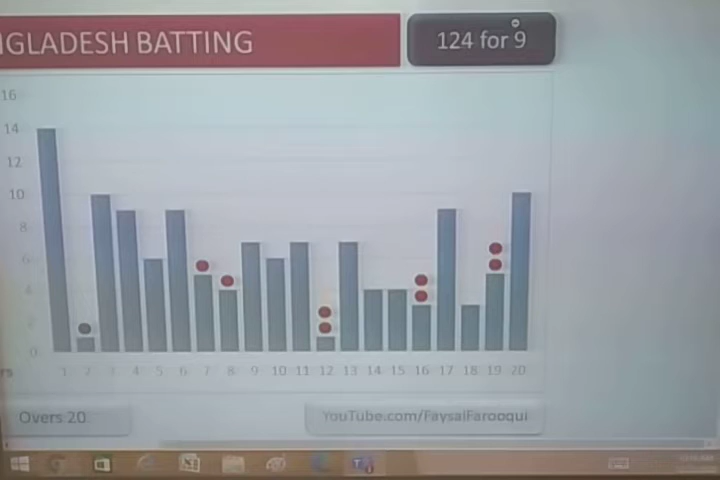 NGLADESH BATTING
124 for 9
16
14
12
10
8
6
4
2
0
rs 1 2 3 4 5 6 7 8 9 10 11 12 13 14 15 16 17 18 19 20
Overs 20
YouTube.com/FaysalFarooqui